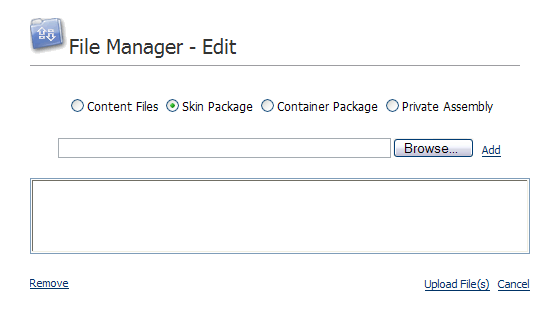 File Manager - Edit
Content Files Skin Package Container Package Private Assembly
Browse... Add
Remove Upload File(s) Cancel